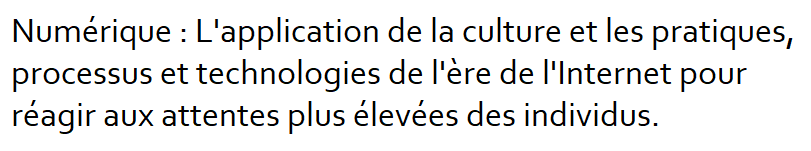 Numérique : L'application de la culture et les pratiques,
processus et technologies de l'ère de l'Internet pour
réagir aux attentes plus élevées des individus.